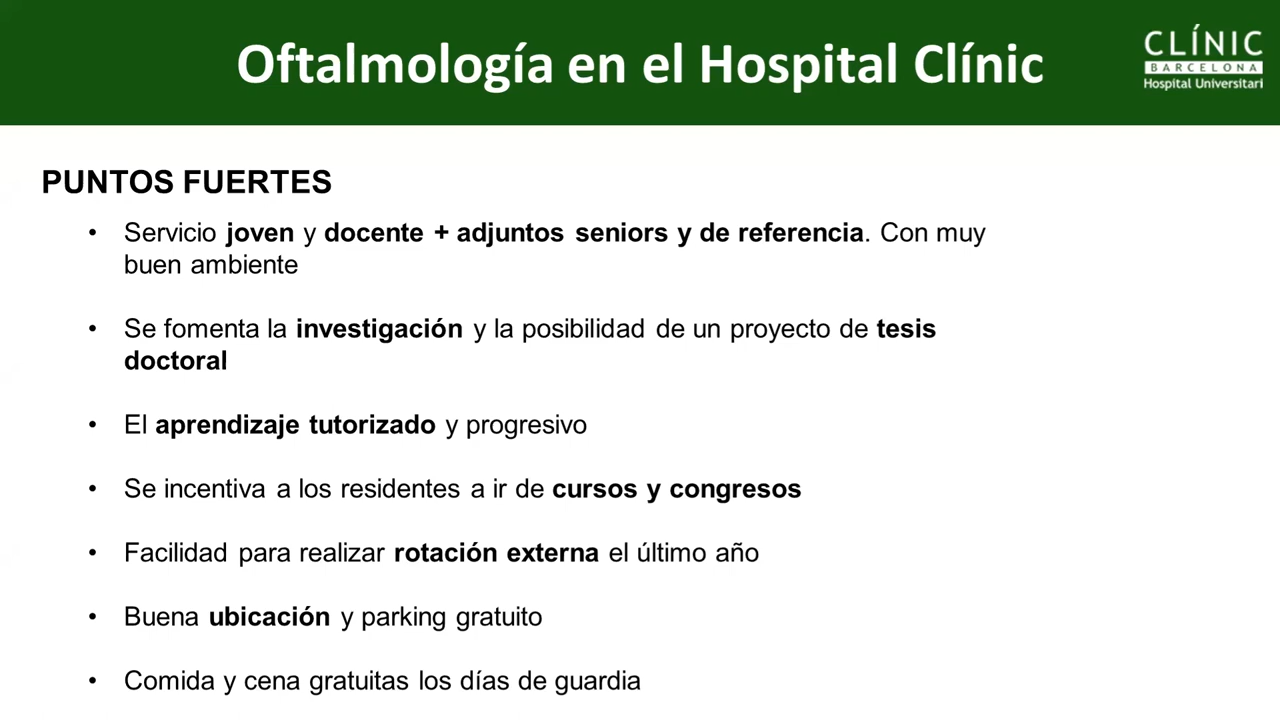 Oftalmología en el Hospital Clínic
CLÍNIC
BARCELONA
Hospital Universitari
PUNTOS FUERTES
• Servicio joven y docente + adjuntos seniors y de referencia. Con muy
buen ambiente
• Se fomenta la investigación y la posibilidad de un proyecto de tesis
doctoral
• El aprendizaje tutorizado y progresivo
• Se incentiva a los residentes a ir de cursos y congresos
• Facilidad para realizar rotación externa el último año
• Buena ubicación y parking gratuito
• Comida y cena gratuitas los días de guardia